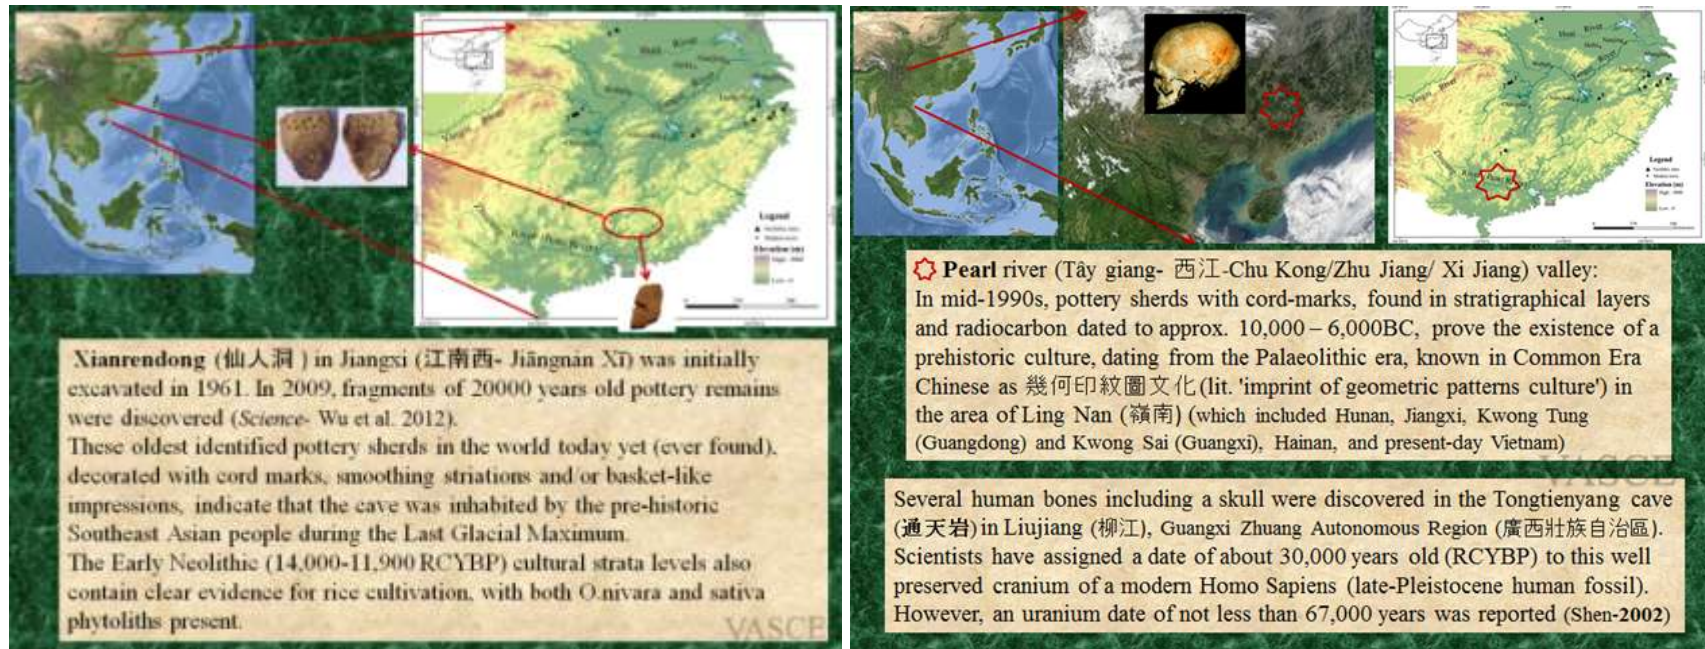 Xianrendong (仙人洞 ) in Jiangxi (江南西- Jiāngnán Xī) was initially
excavated in 1961. In 2009, fragments of 20000 years old pottery remains
were discovered (Science- Wu et al. 2012).
These oldest identified pottery sherds in the world today yet (ever found),
decorated with cord marks, smoothing striations and/or basket-like
impressions, indicate that the cave was inhabited by the pre-historic
Southeast Asian people during the Last Glacial Maximum.
The Early Neolithic (14,000-11,900 RCYBP) cultural strata levels also
contain clear evidence for rice cultivation, with both O.nivara and sativa
phytoliths present.
VASCE
Legend
Elevation (m)
Legend
Elevation (m)
Pearl river (Tây giang- 西江-Chu Kong/Zhu Jiang/ Xi Jiang) valley:
In mid-1990s, pottery sherds with cord-marks, found in stratigraphical layers
and radiocarbon dated to approx. 10,000 – 6,000BC, prove the existence of a
prehistoric culture, dating from the Palaeolithic era, known in Common Era
Chinese as 幾何印紋圖文化 (lit. 'imprint of geometric patterns culture') in
the area of Ling Nan (嶺南) (which included Hunan, Jiangxi, Kwong Tung
(Guangdong) and Kwong Sai (Guangxi), Hainan, and present-day Vietnam)
VASCE
Several human bones including a skull were discovered in the Tongtienyang cave
(通天岩) in Liujiang (柳江), Guangxi Zhuang Autonomous Region (廣西壯族自治區).
Scientists have assigned a date of about 30,000 years old (RCYBP) to this well
preserved cranium of a modern Homo Sapiens (late-Pleistocene human fossil).
However, an uranium date of not less than 67,000 years was reported (Shen-2002)